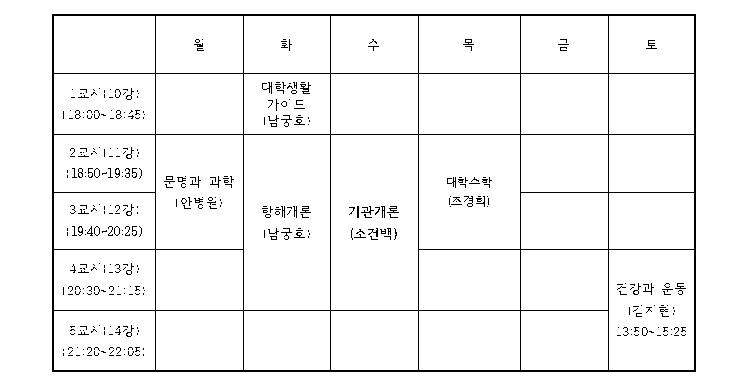 월 화 수 목 금 토
1교시(10강)
(18:00~18:45)
대학생활
가이드
(남궁호)
2교시(11강)
(18:50~19:35)
문명과 과학
(안병원)
대학수학
(조경희)
3교시(12강)
(19:40~20:25)
항해개론
(남궁호)
기관개론
(소건백)
4교시(13강)
(20:30~21:15)
건강과 운동
(김지현)
13:50~15:25
5교시(14강)
(21:20~22:05)